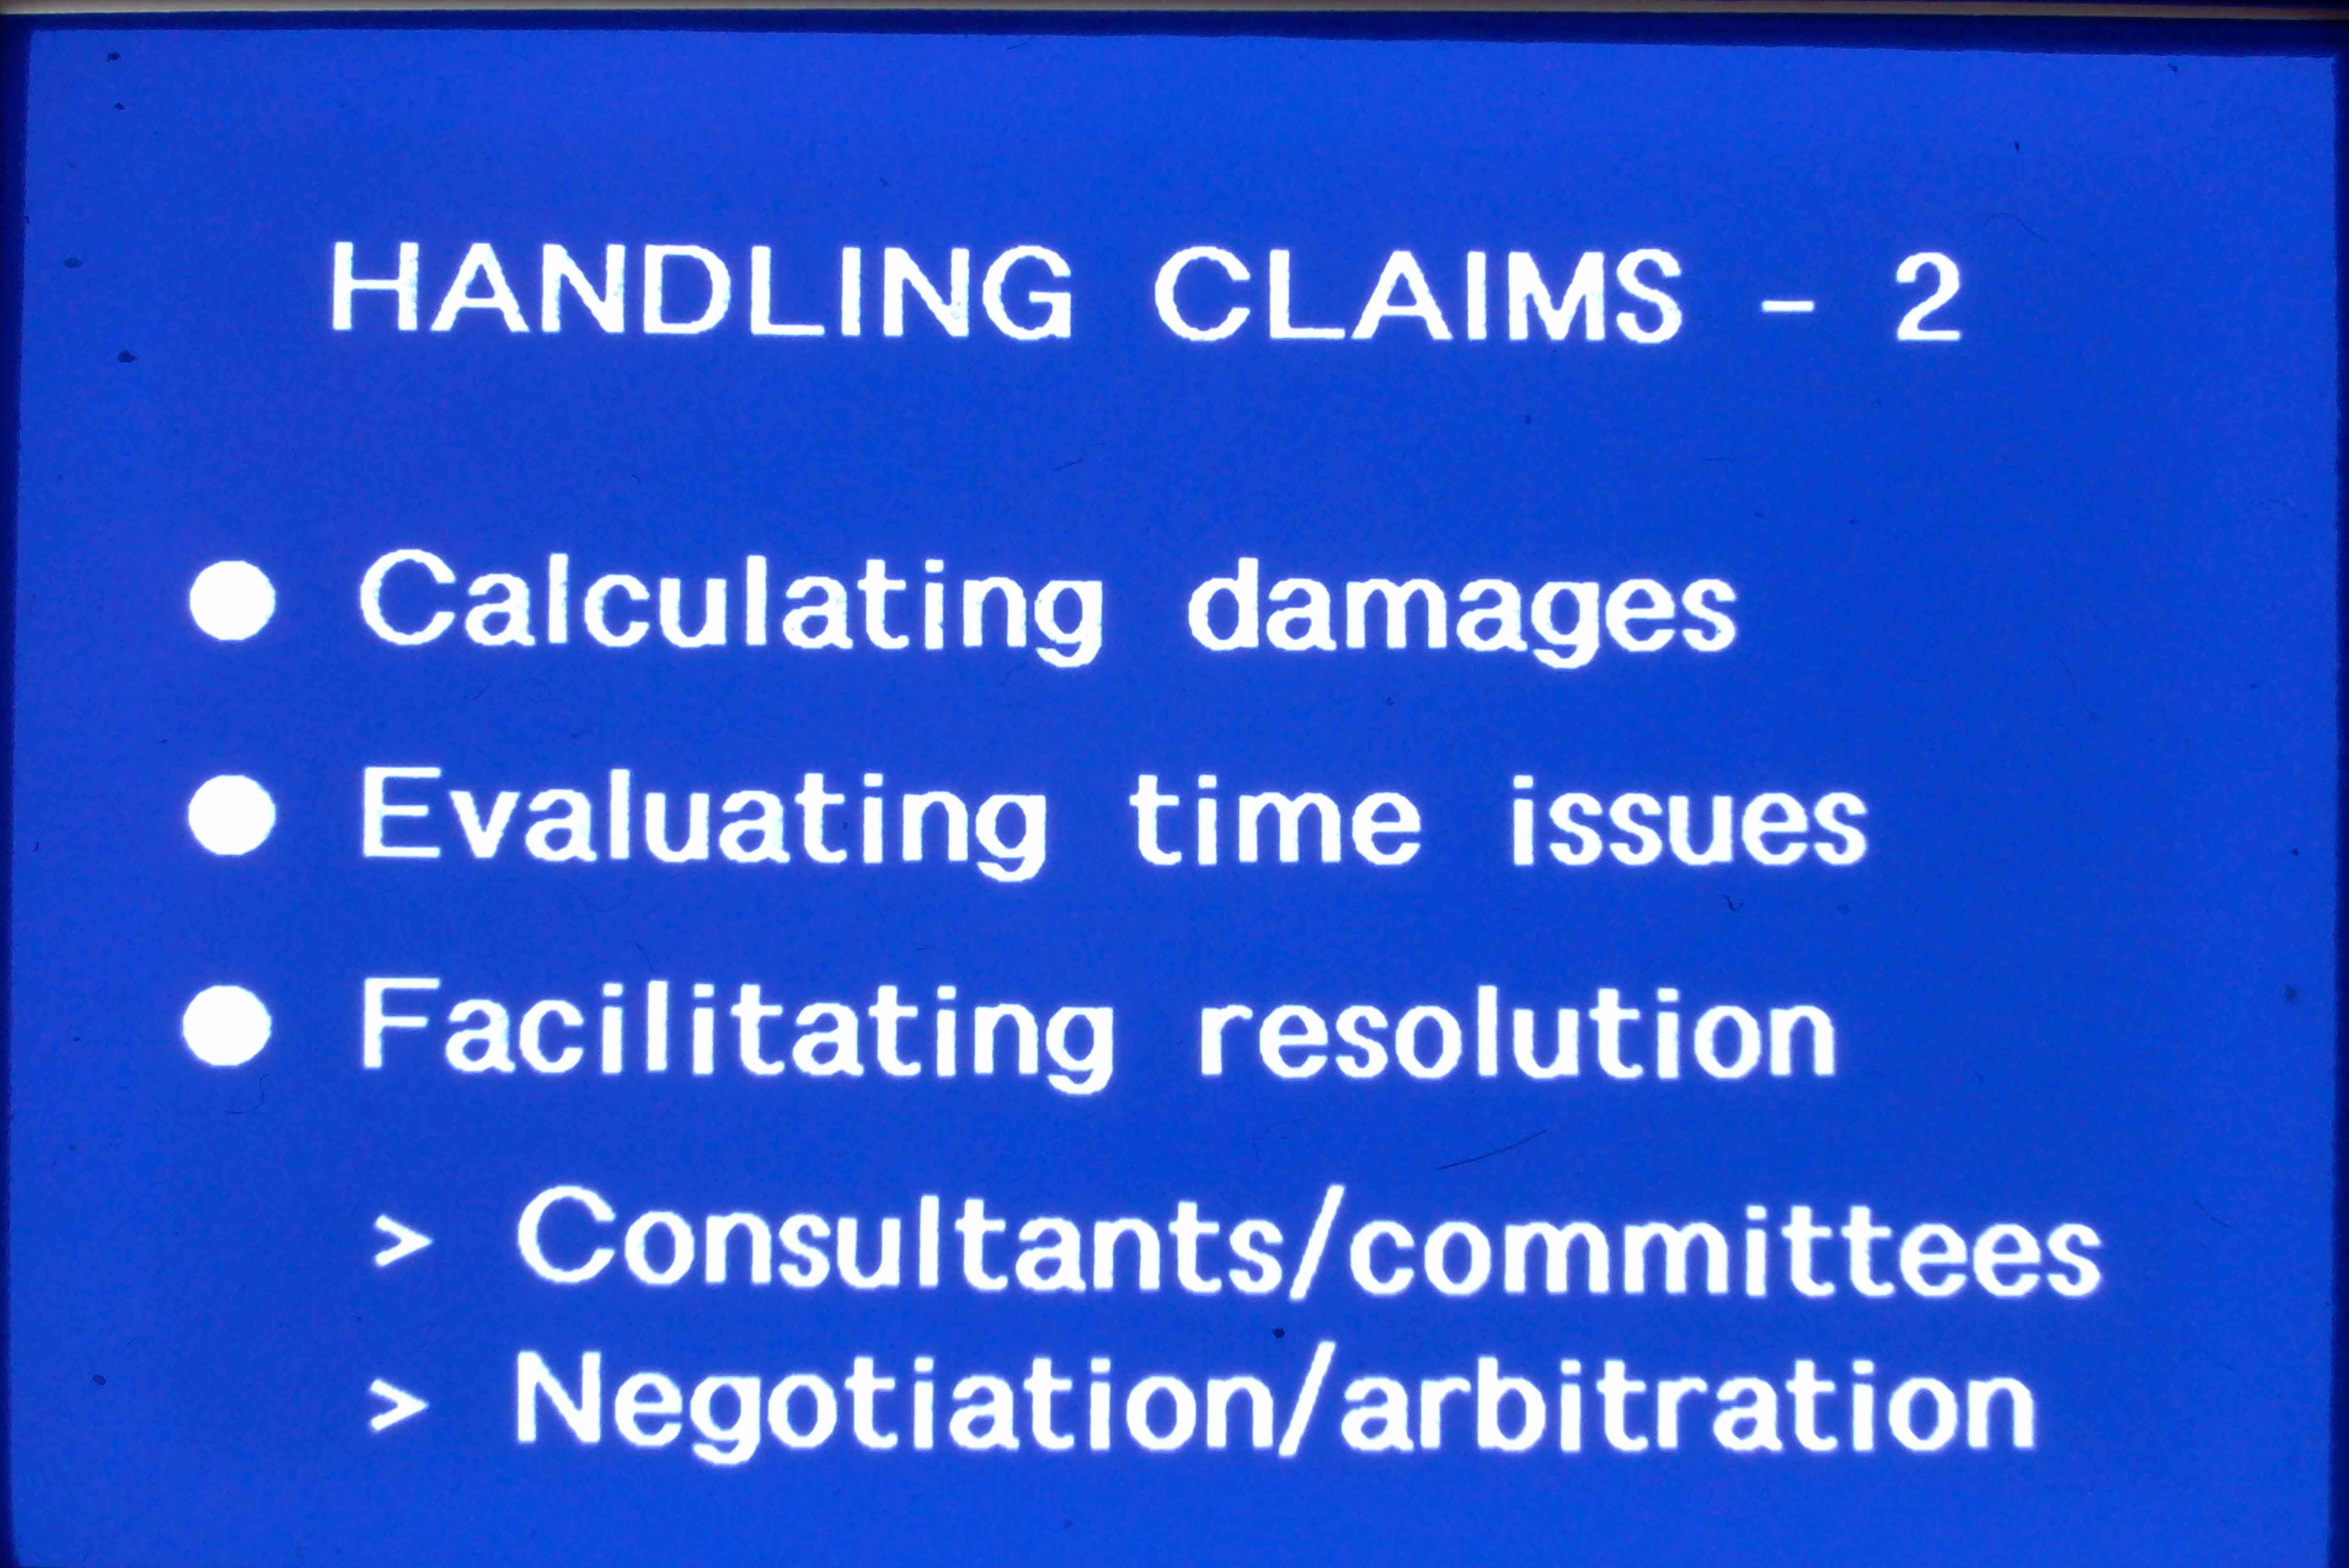 HANDLING CLAIMS - 2
● Calculating damages
● Evaluating time issues
● Facilitating resolution
> Consultants/committees
> Negotiation/arbitration